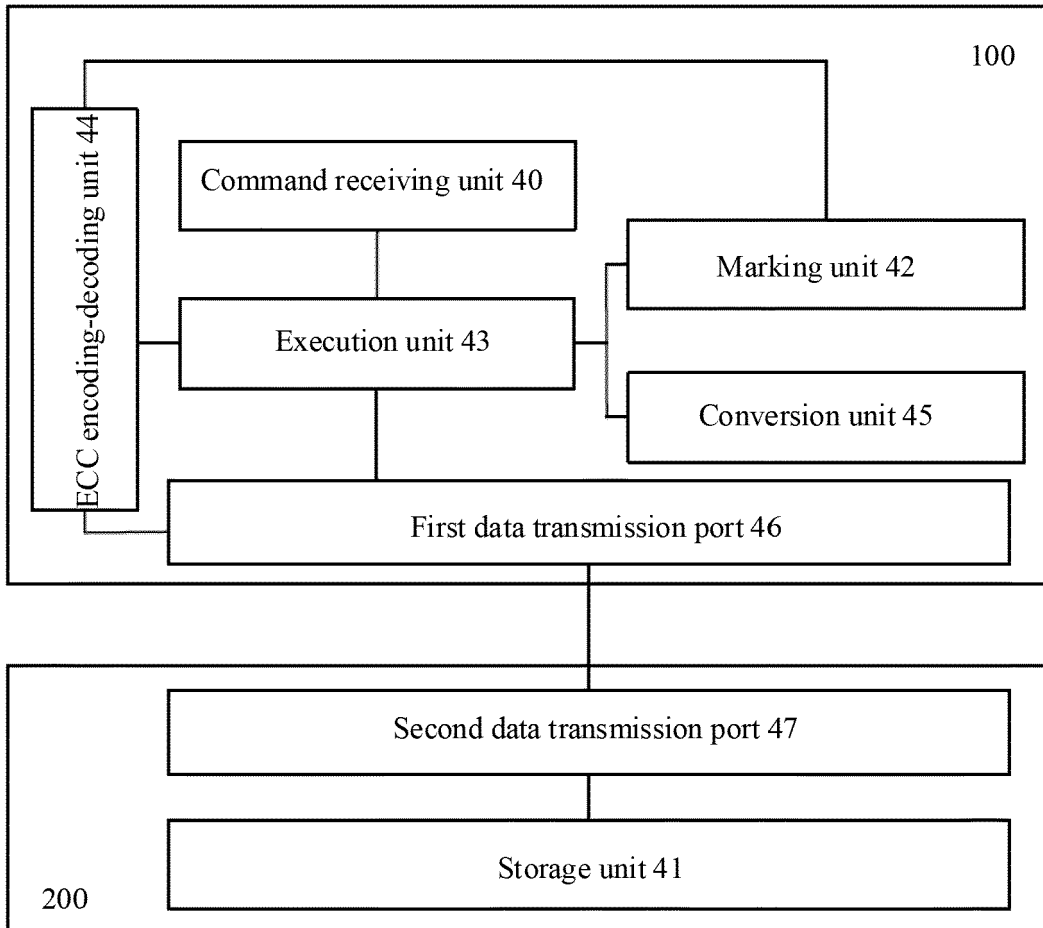 100
ECC encoding-decoding unit 44
Command receiving unit 40
Marking unit 42
Execution unit 43
Conversion unit 45
First data transmission port 46
Second data transmission port 47
Storage unit 41
200